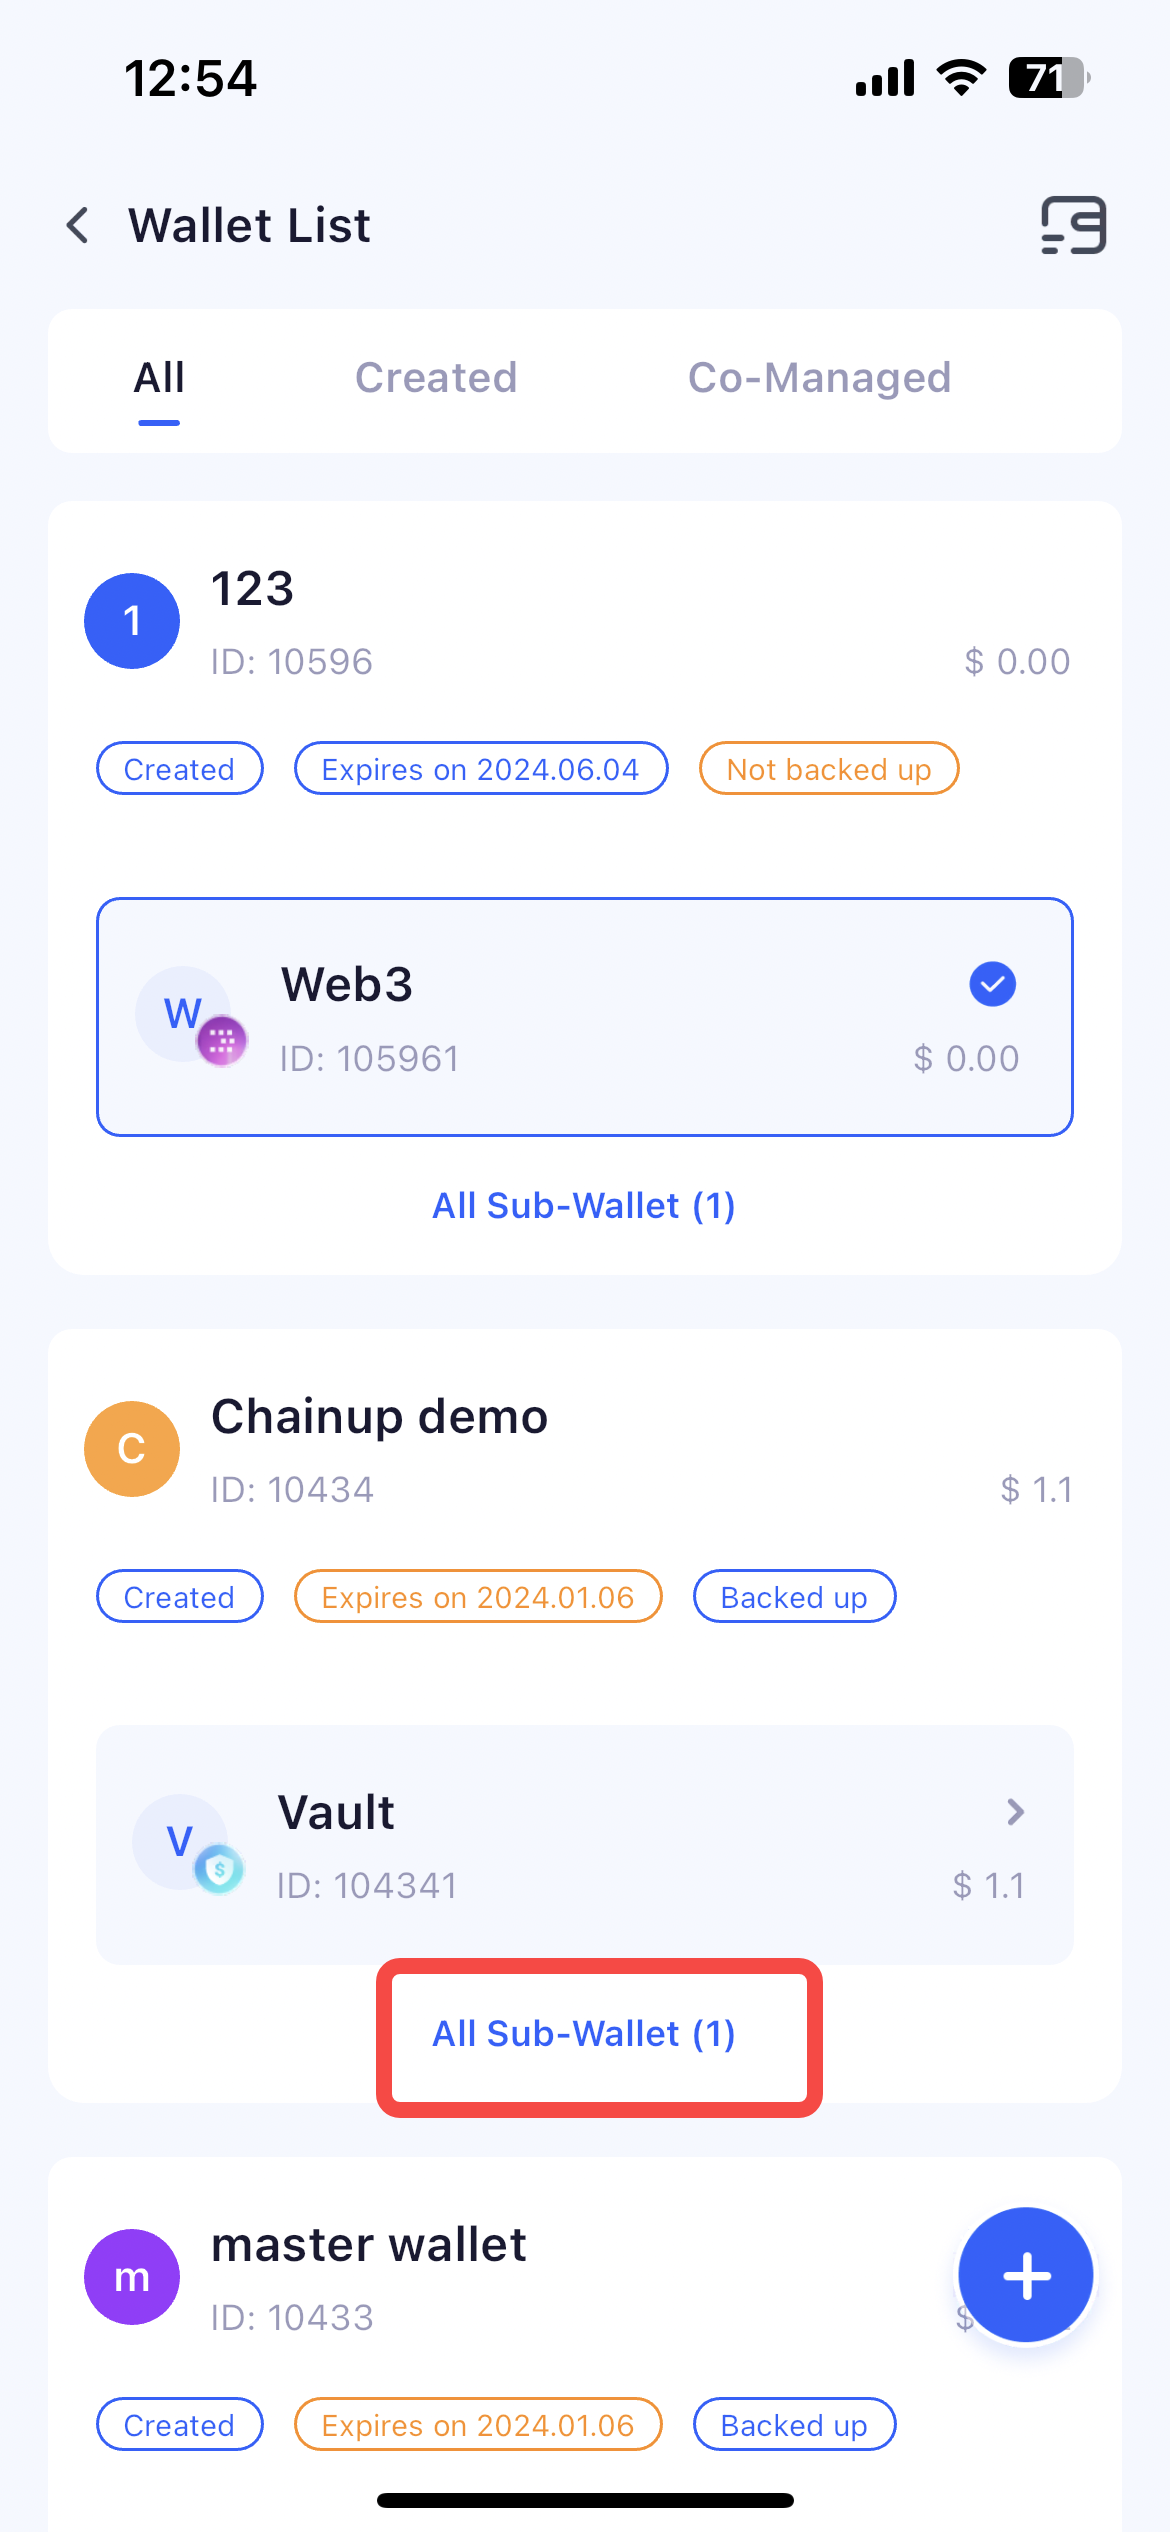 12:54
71
Wallet List
All Created Co-Managed
1
123
ID: 10596 $ 0.00
Created Expires on 2024.06.04 Not backed up
W
Web3
ID: 105961 $ 0.00
All Sub-Wallet (1)
C
Chainup demo
ID: 10434 $ 1.1
Created Expires on 2024.01.06 Backed up
V
$
Vault
ID: 104341 $ 1.1
All Sub-Wallet (1)
m
master wallet
ID: 10433 $
Created Expires on 2024.01.06 Backed up